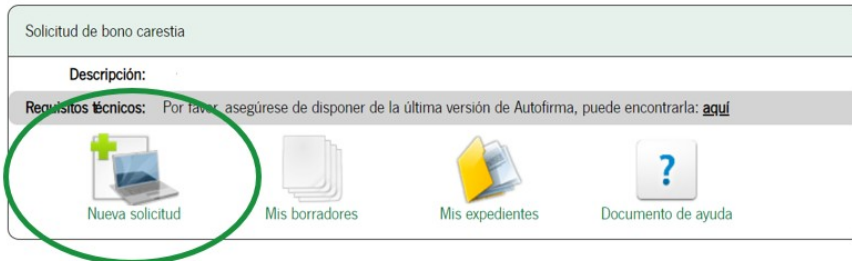 Solicitud de bono carestia
Descripción:
Requisitos técnicos: Por favor, asegúrese de disponer de la última versión de Autofirma, puede encontrarla: aquí
Nueva solicitud Mis borradores Mis expedientes Documento de ayuda